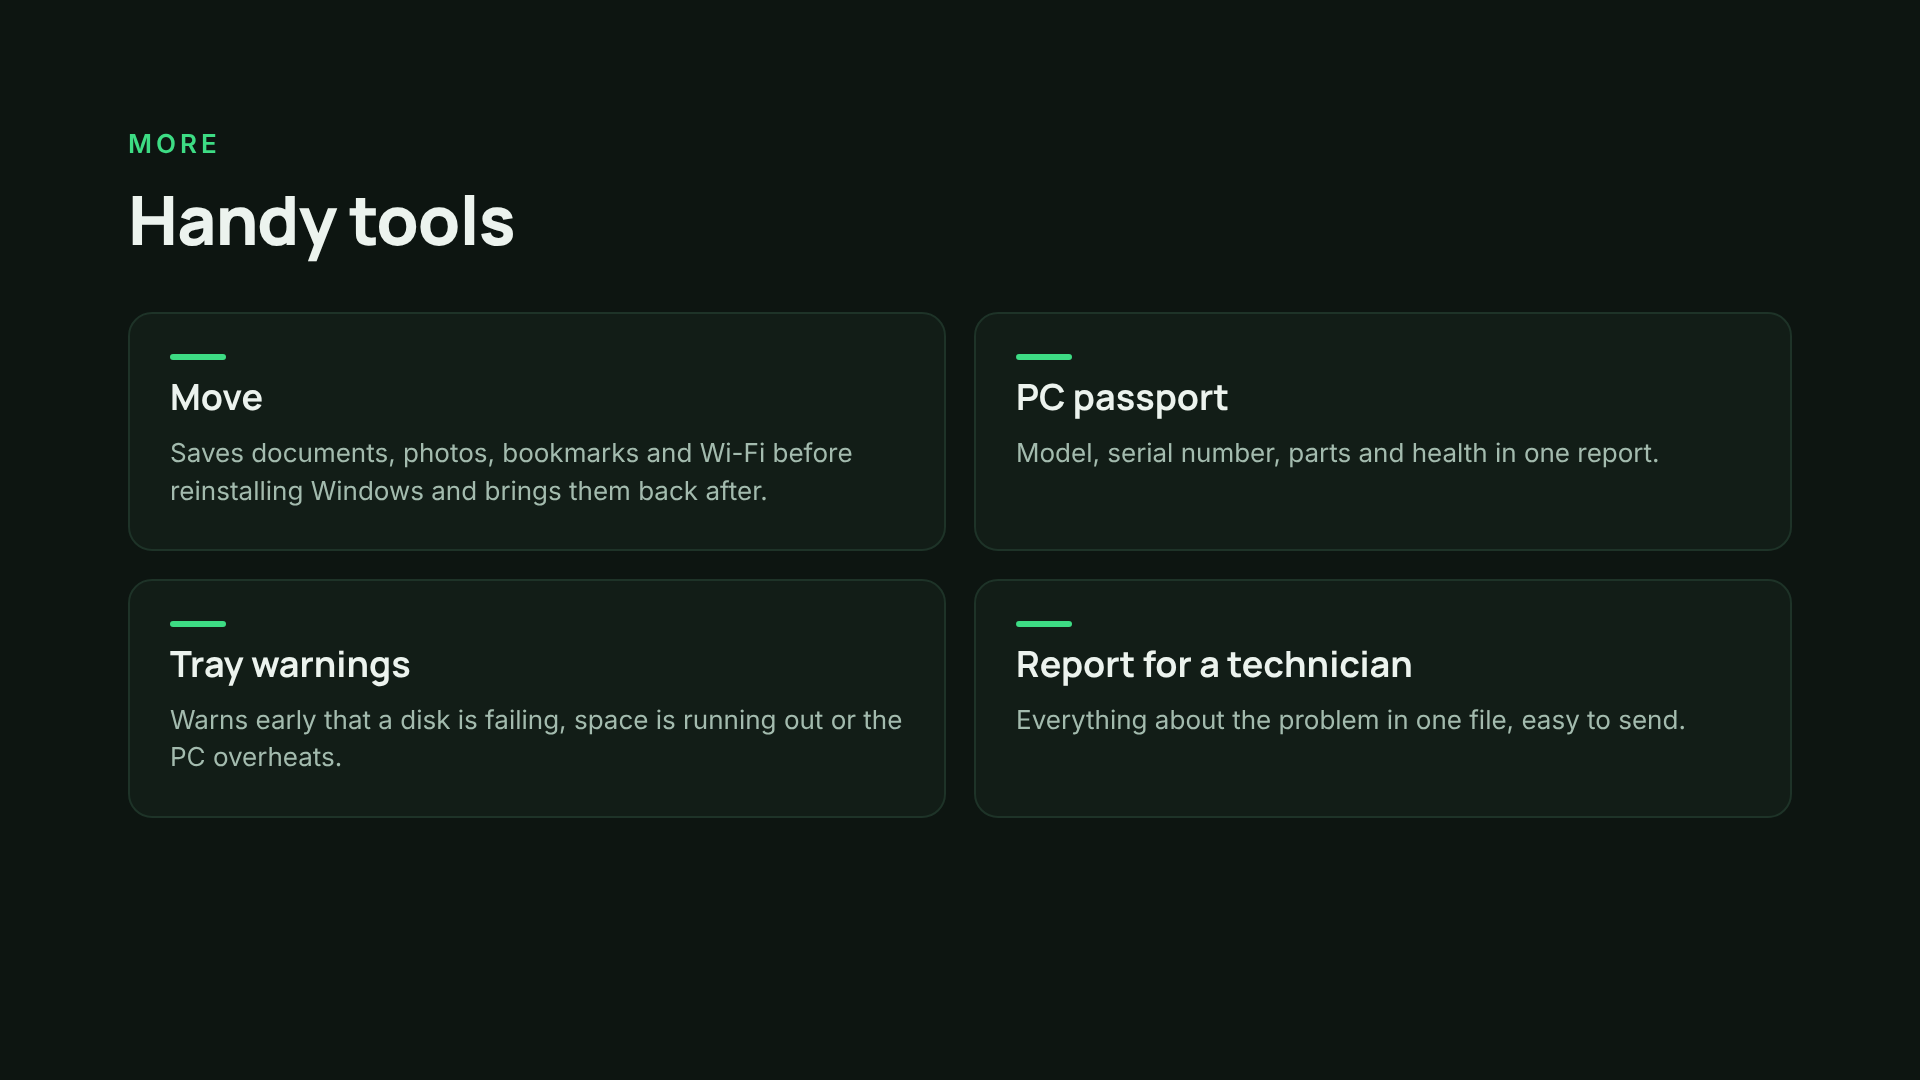 MORE
Handy tools
Move
Saves documents, photos, bookmarks and Wi-Fi before
reinstalling Windows and brings them back after.
PC passport
Model, serial number, parts and health in one report.
Tray warnings
Warns early that a disk is failing, space is running out or the
PC overheats.
Report for a technician
Everything about the problem in one file, easy to send.